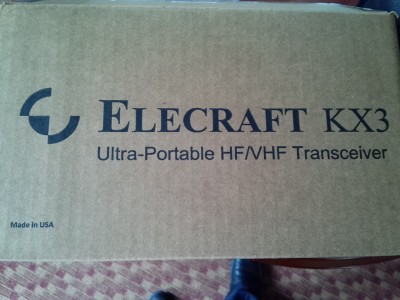 ELECRAFT KX3
Ultra-Portable HF/VHF Transceiver
Made in USA